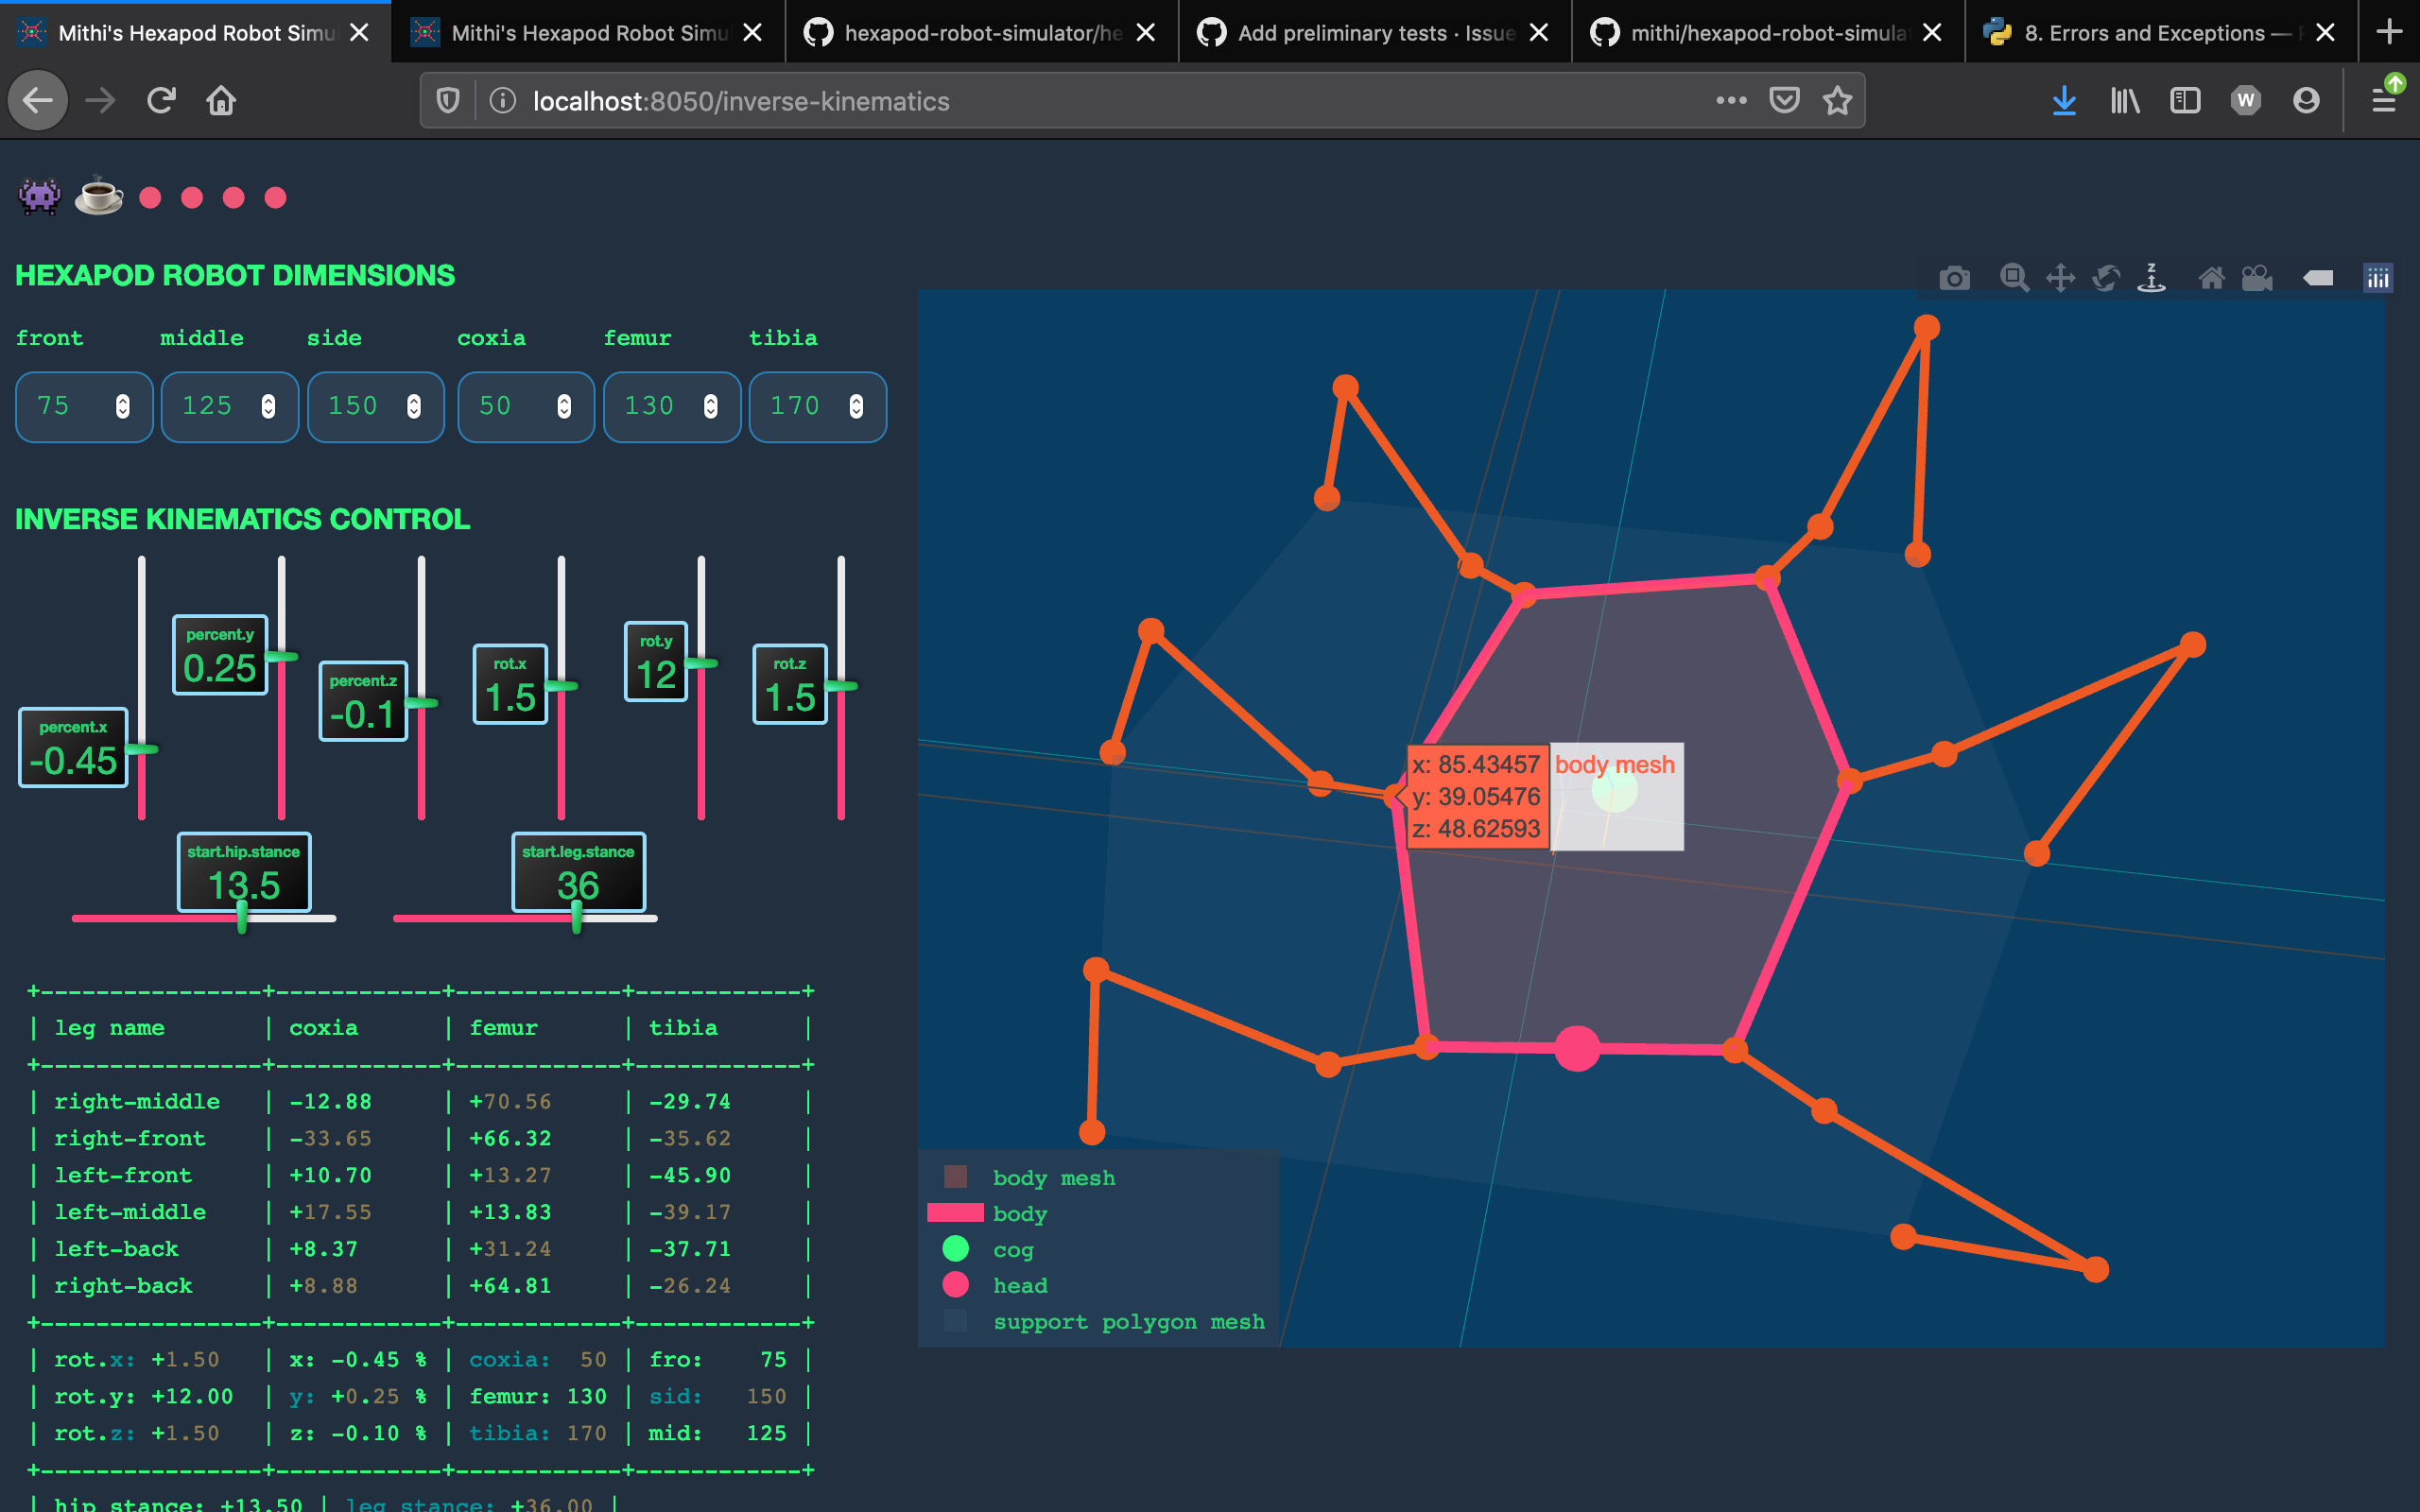 Mithi's Hexapod Robot Simu
Mithi's Hexapod Robot Simu
hexapod-robot-simulator/he
Add preliminary tests · Issue
mithi/hexapod-robot-simula
8. Errors and Exceptions —
localhost:8050/inverse-kinematics
W
HEXAPOD ROBOT DIMENSIONS
front middle side coxia femur tibia
75 125 150 50 130 170
INVERSE KINEMATICS CONTROL
percent.x
-0.45
percent.y
0.25
percent.z
-0.1
rot.x
1.5
rot.y
12
rot.z
1.5
start.hip.stance
13.5
start.leg.stance
36
+----------------+------------+------------+------------+
| leg name | coxia | femur | tibia |
+----------------+------------+------------+------------+
| right-middle | -12.88 | +70.56 | -29.74 |
| right-front | -33.65 | +66.32 | -35.62 |
| left-front | +10.70 | +13.27 | -45.90 |
| left-middle | +17.55 | +13.83 | -39.17 |
| left-back | +8.37 | +31.24 | -37.71 |
| right-back | +8.88 | +64.81 | -26.24 |
+----------------+------------+------------+------------+
| rot.x: +1.50 | x: -0.45 % | coxia: 50 | fro: 75 |
| rot.y: +12.00 | y: +0.25 % | femur: 130 | sid: 150 |
| rot.z: +1.50 | z: -0.10 % | tibia: 170 | mid: 125 |
+----------------+------------+------------+------------+
| hip stance: +13.50 | leg stance: +36.00 |
z
x: 85.43457
y: 39.05476
z: 48.62593
body mesh
body mesh
body
cog
head
support polygon mesh